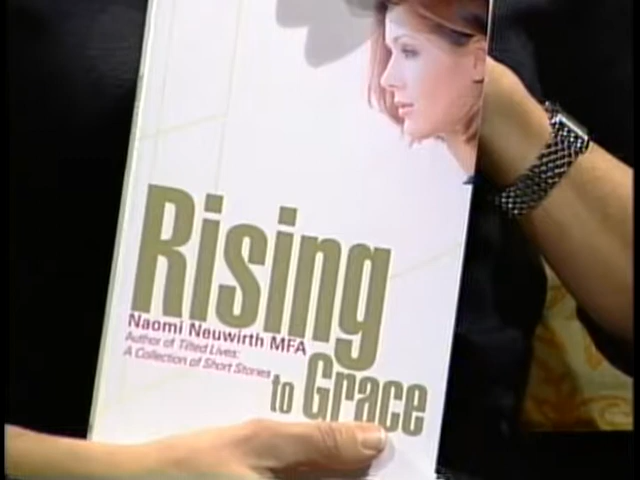 Rising
Naomi Neuwirth MFA
Author of Tilted Lives:
A Collection of Short Stories
to Grace